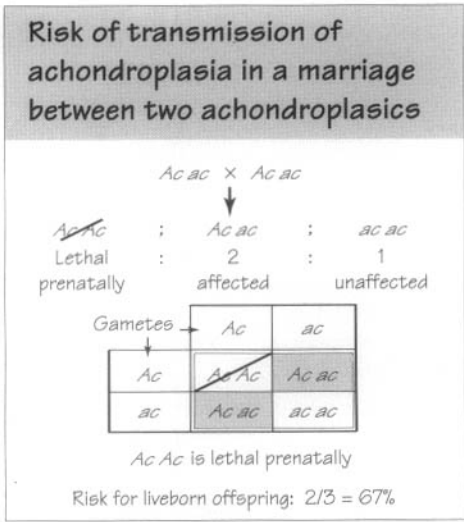 Risk of transmission of
achondroplasia in a marriage
between two achondroplasics
Ac ac × Ac ac
Ac Ac ; Ac ac ; ac ac
Lethal : 2 : 1
prenatally affected unaffected
Gametes Ac ac
Ac Ac Ac Ac ac
ac Ac ac ac ac
Ac Ac is lethal prenatally
Risk for liveborn offspring: 2/3 = 67%